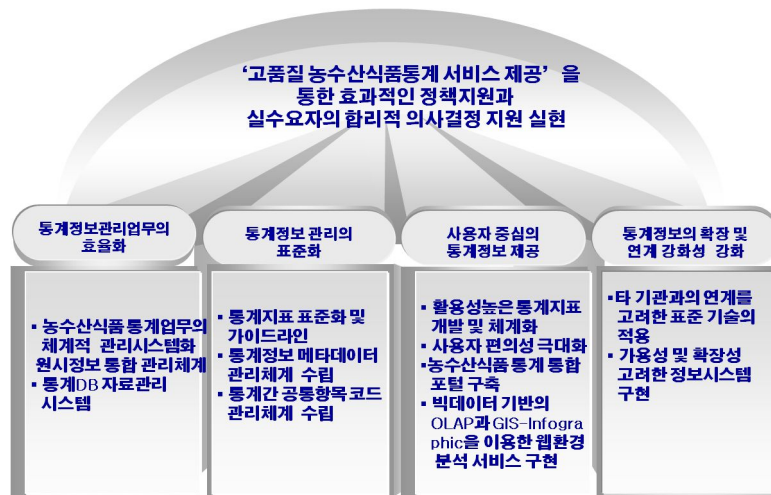 ‘고품질 농수산식품통계 서비스 제공’ 을
통한 효과적인 정책지원과
실수요자의 합리적 의사결정 지원 실현
통계정보관리업무의
효율화
통계정보 관리의
표준화
사용자 중심의
통계정보 제공
통계정보의 확장 및
연계 강화성 강화
▪ 농수산식품 통계업무의
체계적 관리시스템화
원시정보 통합 관리체계
▪ 통계DB 자료관리
시스템
▪ 통계지표 표준화 및
가이드라인
▪ 통계정보 메타데이터
관리체계 수립
▪ 통계간 공통항목 코드
관리체계 수립
▪ 활용성높은 통계지표
개발 및 체계화
▪ 사용자 편의성 극대화
▪농수산식품 통계 통합
포털 구축
▪ 빅데이터 기반의
OLAP과 GIS-Infogra
phic을 이용한 웹환경
분석 서비스 구현
▪타 기관과의 연계를
고려한 표준 기술의
적용
▪ 가용성 및 확장성
고려한 정보시스템
구현